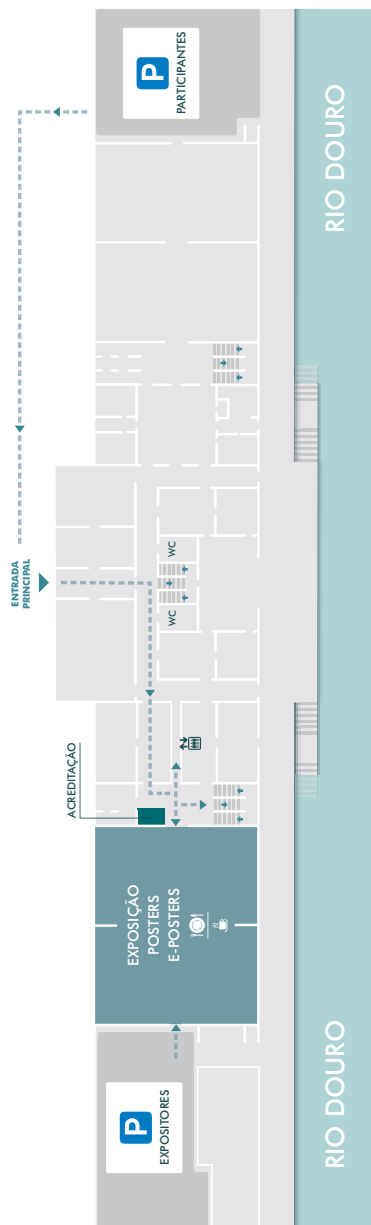 P
PARTICIPANTES
RIO DOURO
ENTRADA
PRINCIPAL
WC
WC
ACREDITAÇÃO
EXPOSIÇÃO
POSTERS
E-POSTERS
P
EXPOSITORES
RIO DOURO